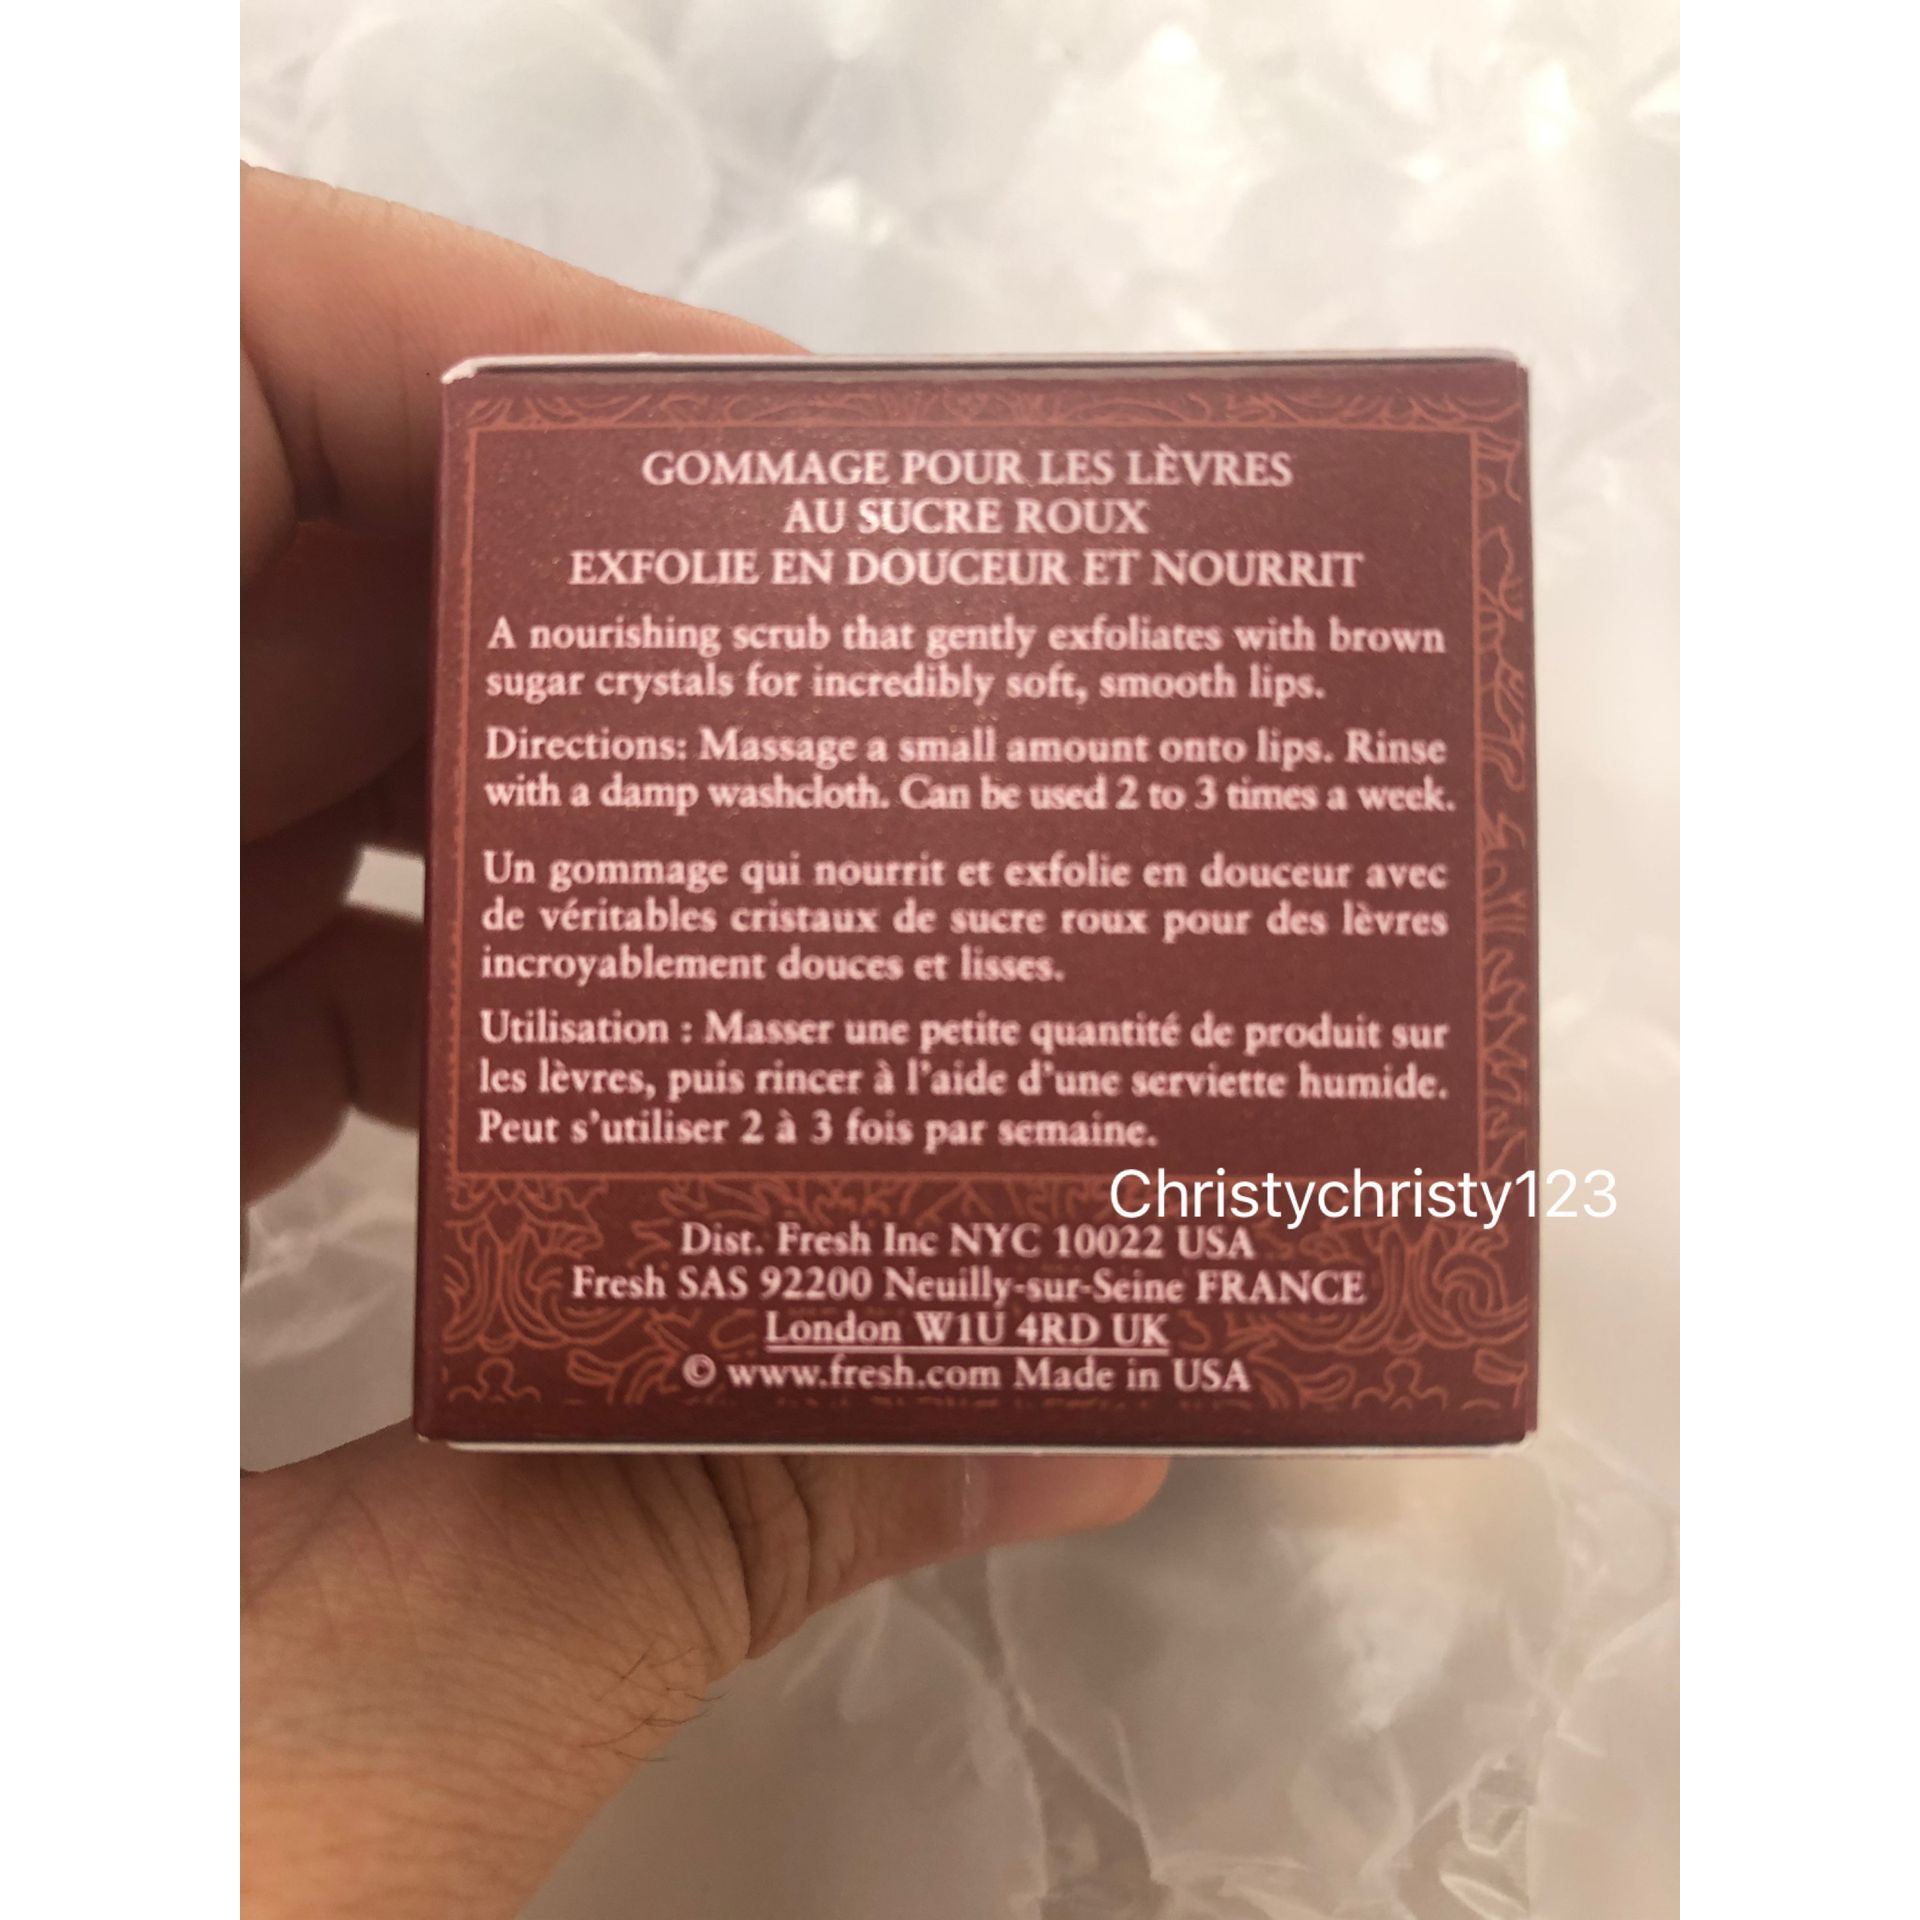 GOMMAGE POUR LES LÈVRES
AU SUCRE ROUX
EXFOLIE EN DOUCEUR ET NOURRIT
A nourishing scrub that gently exfoliates with brown
sugar crystals for incredibly soft, smooth lips.
Directions: Massage a small amount onto lips. Rinse
with a damp washcloth. Can be used 2 to 3 times a week.
Un gommage qui nourrit et exfolie en douceur avec
de véritables cristaux de sucre roux pour des lèvres
incroyablement douces et lisses.
Utilisation : Masser une petite quantité de produit sur
les lèvres, puis rincer à l'aide d'une serviette humide.
Peut s'utiliser 2 à 3 fois par semaine.
Christychristy123
Dist. Fresh Inc NYC 10022 USA
Fresh SAS 92200 Neuilly-sur-Seine FRANCE
London W1U 4RD UK
© www.fresh.com Made in USA